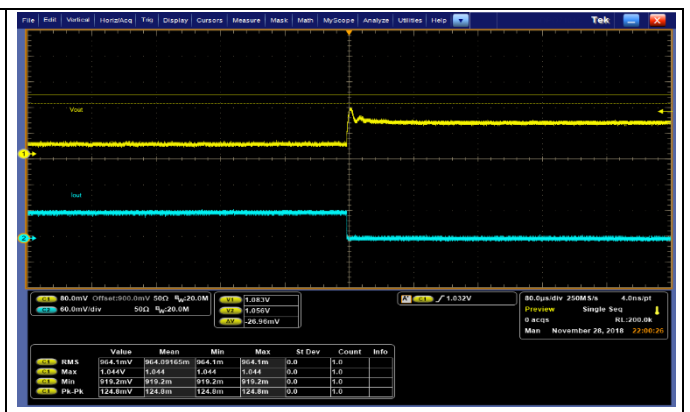 File Edit Vertical Horiz/Acq Trig Display Cursors Measure Mask Math MyScope Analyze Utilities Help Tek
Vout
1
Iout
2
C1 80.0mV Offset:900.0mV 50Ω BW:20.0M
C2 60.0mV/div 50Ω BW:20.0M
V1 1.083V
V2 1.056V
ΔV -26.96mV
A' C1 1.032V
80.0µs/div 250MS/s 4.0ns/pt
Preview Single Seq
0 acqs RL:200.0k
Man November 28, 2018 22:00:26
Value Mean Min Max St Dev Count Info
C1 RMS 964.1mV 964.09165m 964.1m 964.1m 0.0 1.0
C1 Max 1.044V 1.044 1.044 1.044 0.0 1.0
C1 Min 919.2mV 919.2m 919.2m 919.2m 0.0 1.0
C1 Pk-Pk 124.8mV 124.8m 124.8m 124.8m 0.0 1.0